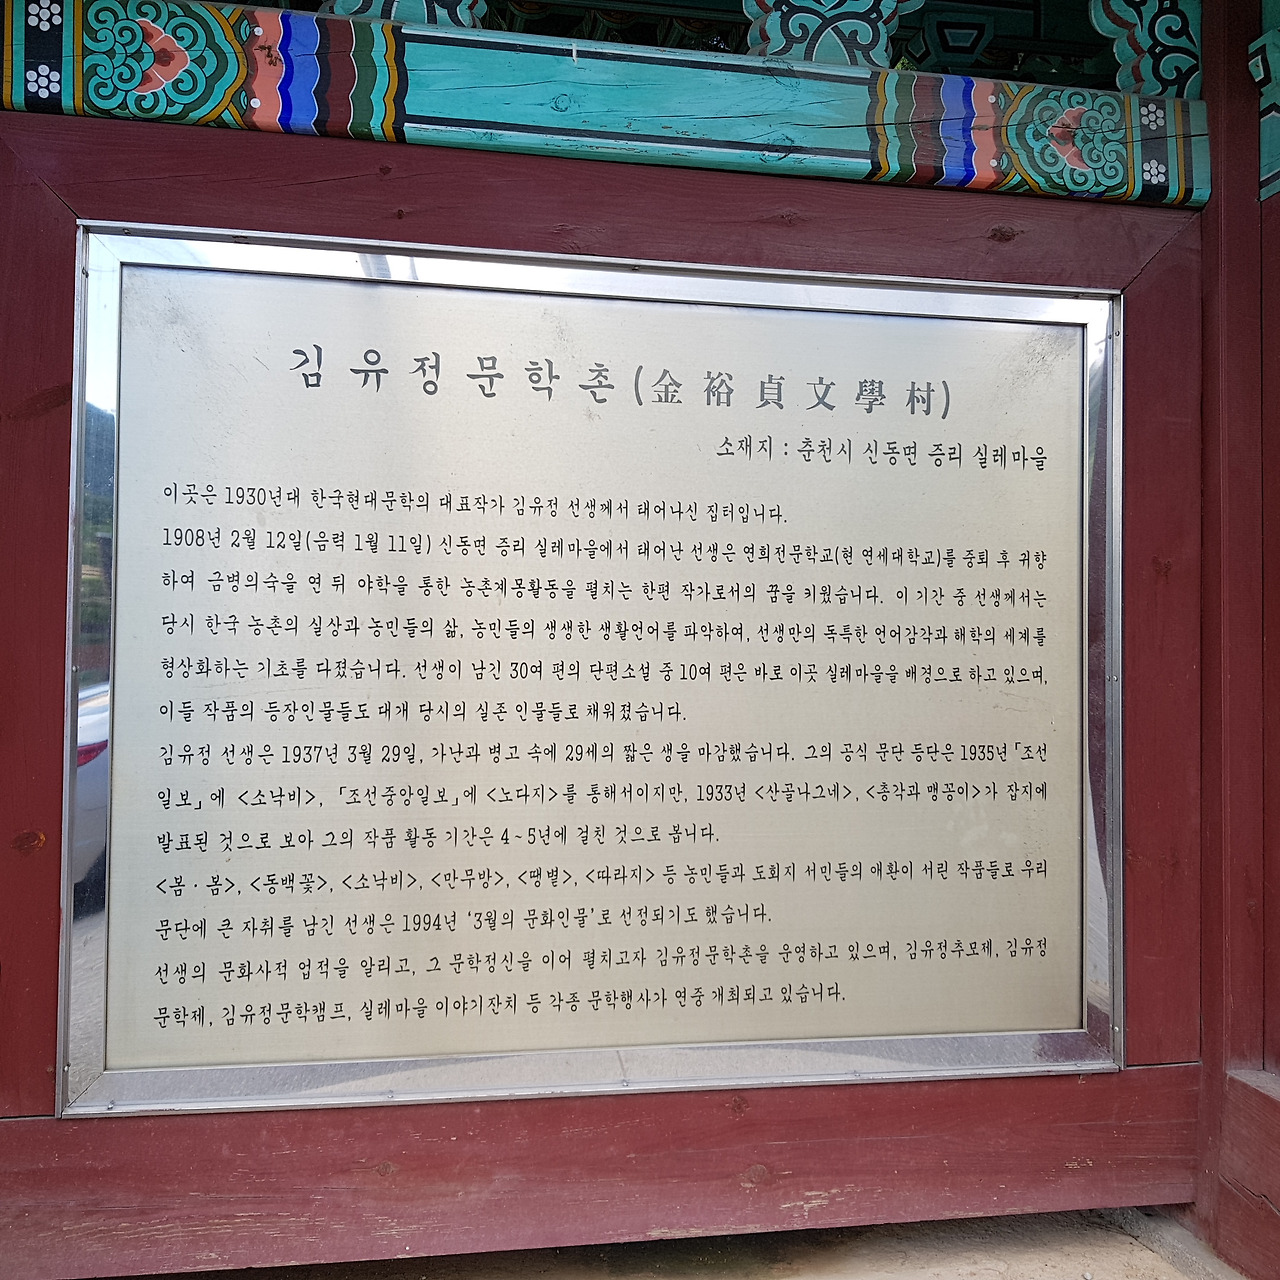 김유정문학촌(金裕貞文學村)
소재지 : 춘천시 신동면 증리 실레마을
이곳은 1930년대 한국현대문학의 대표작가 김유정 선생께서 태어나신 집터입니다.
1908년 2월 12일(음력 1월 11일) 신동면 증리 실레마을에서 태어난 선생은 연희전문학교(현 연세대학교)를 중퇴 후 귀향
하여 금병의숙을 연 뒤 야학을 통한 농촌계몽활동을 펼치는 한편 작가로서의 꿈을 키웠습니다. 이 기간 중 선생께서는
당시 한국 농촌의 실상과 농민들의 삶, 농민들의 생생한 생활언어를 파악하여, 선생만의 독특한 언어감각과 해학의 세계를
형상화하는 기초를 다졌습니다. 선생이 남긴 30여 편의 단편소설 중 10여 편은 바로 이곳 실레마을을 배경으로 하고 있으며,
이들 작품의 등장인물들도 대개 당시의 실존 인물들로 채워졌습니다.
김유정 선생은 1937년 3월 29일, 가난과 병고 속에 29세의 짧은 생을 마감했습니다. 그의 공식 문단 등단은 1935년 「조선
일보」에 <소낙비>, 「조선중앙일보」에 <노다지>를 통해서이지만, 1933년 <산골나그네>, <총각과 맹꽁이>가 잡지에
발표된 것으로 보아 그의 작품 활동 기간은 4~5년에 걸친 것으로 봅니다.
<봄·봄>, <동백꽃>, <소낙비>, <만무방>, <땡볕>, <따라지> 등 농민들과 도회지 서민들의 애환이 서린 작품들로 우리
문단에 큰 자취를 남긴 선생은 1994년 '3월의 문화인물'로 선정되기도 했습니다.
선생의 문화사적 업적을 알리고, 그 문학정신을 이어 펼치고자 김유정문학촌을 운영하고 있으며, 김유정추모제, 김유정
문학제, 김유정문학캠프, 실레마을 이야기잔치 등 각종 문학행사가 연중 개최되고 있습니다.